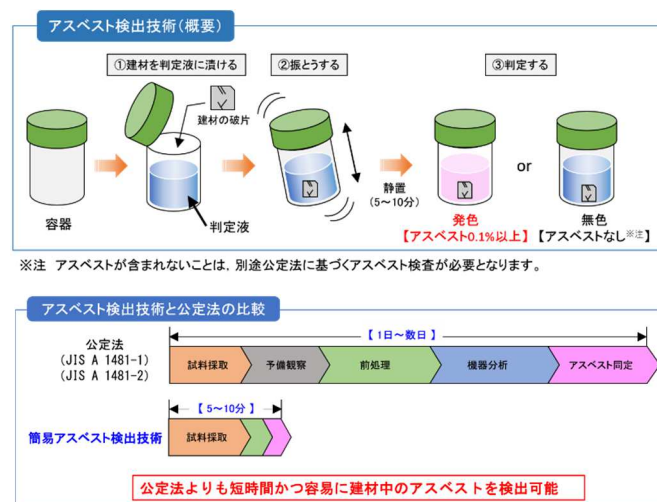 アスベスト検出技術(概要)
①建材を判定液に漬ける
②振とうする
③判定する
建材の破片
容器
判定液
静置
(5～10分)
発色
【アスベスト0.1%以上】
or
無色
【アスベストなし※注】
※注 アスベストが含まれないことは，別途公定法に基づくアスベスト検査が必要となります。
アスベスト検出技術と公定法の比較
公定法
(JIS A 1481-1)
(JIS A 1481-2)
【 1日～数日 】
試料採取
予備観察
前処理
機器分析
アスベスト同定
【 5～10分 】
簡易アスベスト検出技術
試料採取
公定法よりも短時間かつ容易に建材中のアスベストを検出可能